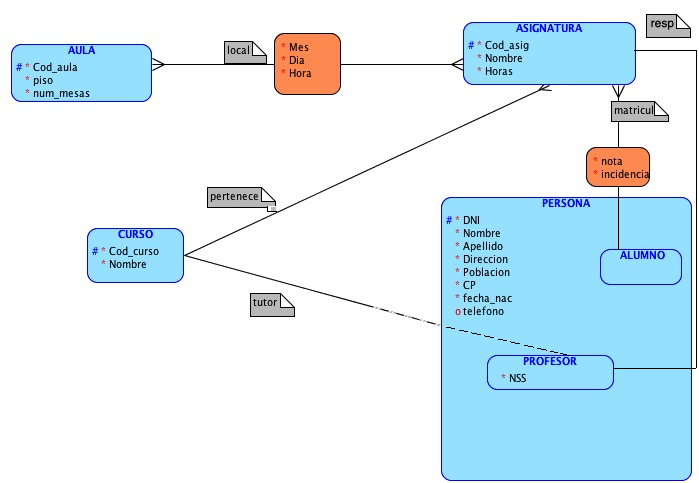 AULA
# * Cod_aula
* piso
* num_mesas
local
* Mes
* Dia
* Hora
ASIGNATURA
# * Cod_asig
* Nombre
* Horas
resp
matricul
* nota
* incidencia
pertenece
CURSO
# * Cod_curso
* Nombre
tutor
PERSONA
# * DNI
* Nombre
* Apellido
* Direccion
* Poblacion
* CP
* fecha_nac
o telefono
ALUMNO
PROFESOR
* NSS